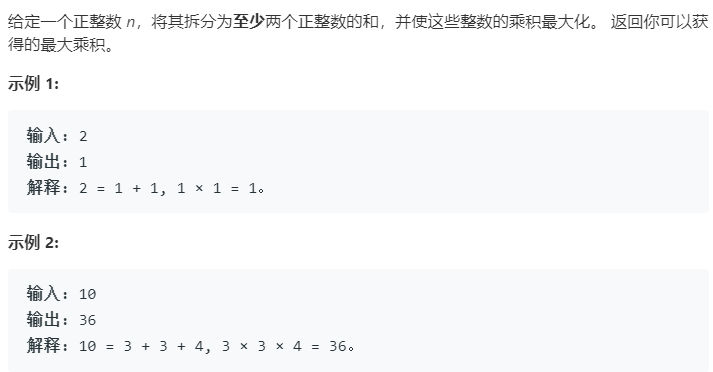 给定一个正整数 n，将其拆分为至少两个正整数的和，并使这些整数的乘积最大化。 返回你可以获
得的最大乘积。
示例 1:
输入: 2
输出: 1
解释: 2 = 1 + 1, 1 × 1 = 1。
示例 2:
输入: 10
输出: 36
解释: 10 = 3 + 3 + 4, 3 × 3 × 4 = 36。